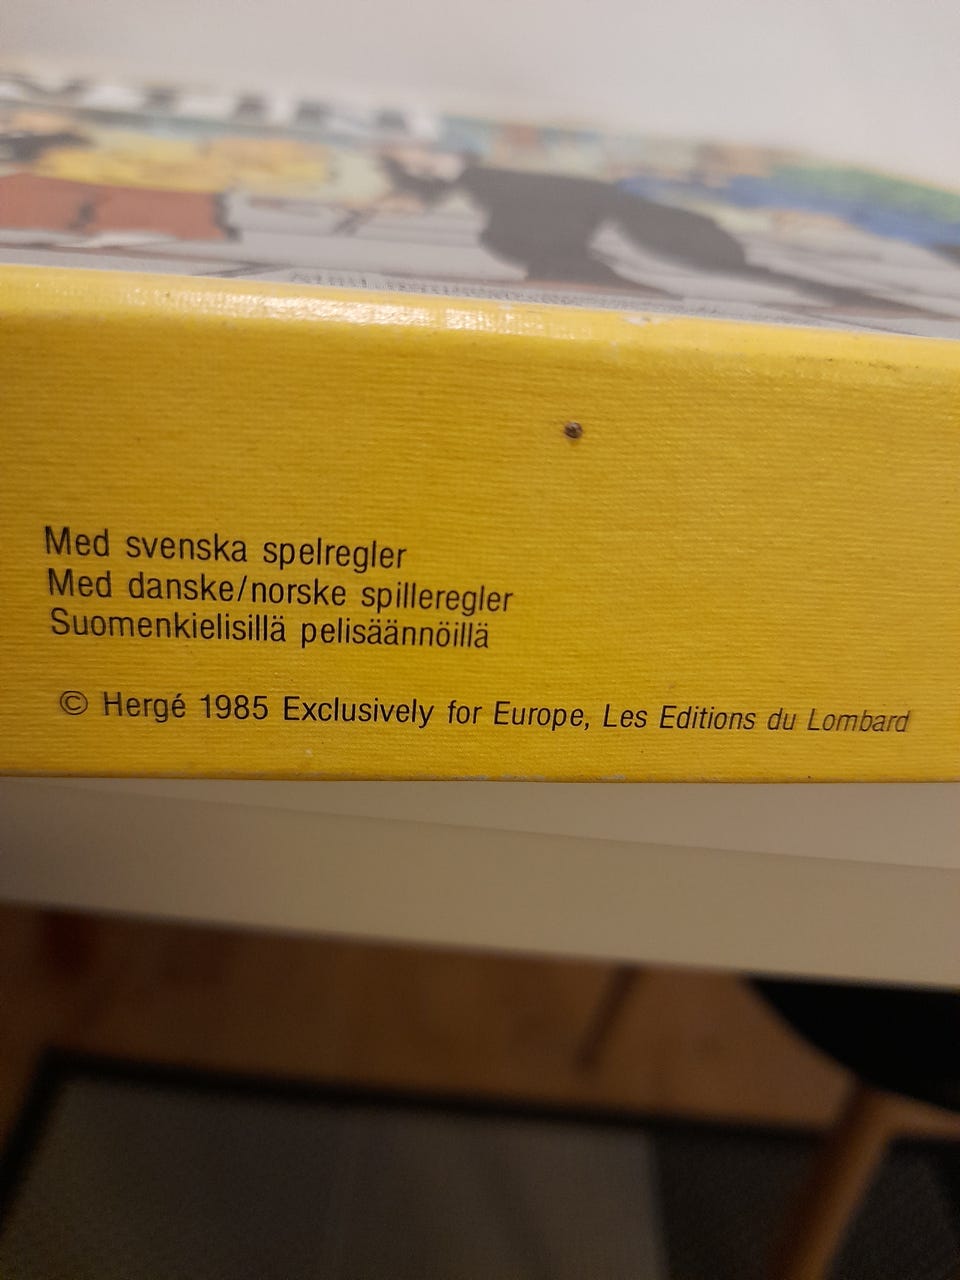 Med svenska spelregler
Med danske/norske spilleregler
Suomenkielisillä pelisäännöillä
© Hergé 1985 Exclusively for Europe, Les Editions du Lombard